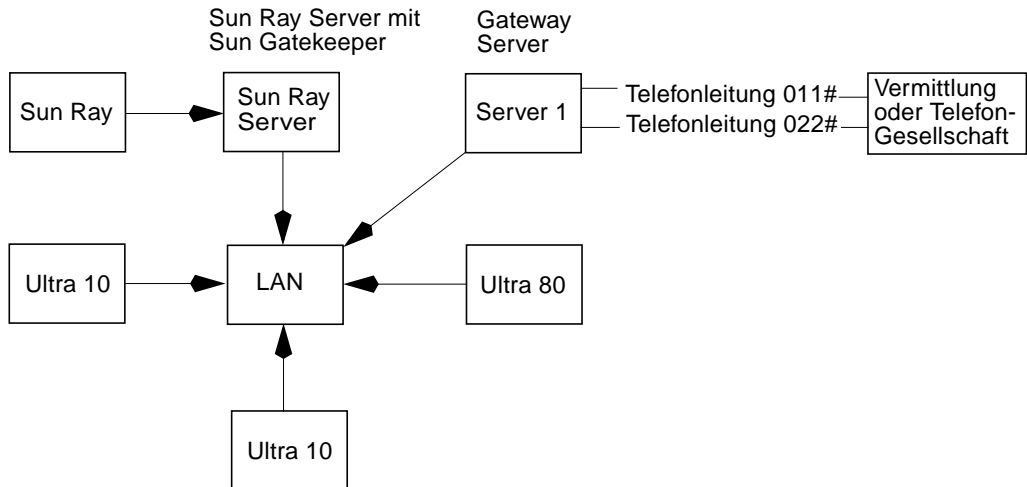 Sun Ray Server mit
Sun Gatekeeper
Gateway
Server
Sun Ray
Sun Ray
Server
Server 1
Telefonleitung 011#
Telefonleitung 022#
Vermittlung
oder Telefon-
Gesellschaft
Ultra 10
LAN
Ultra 80
Ultra 10